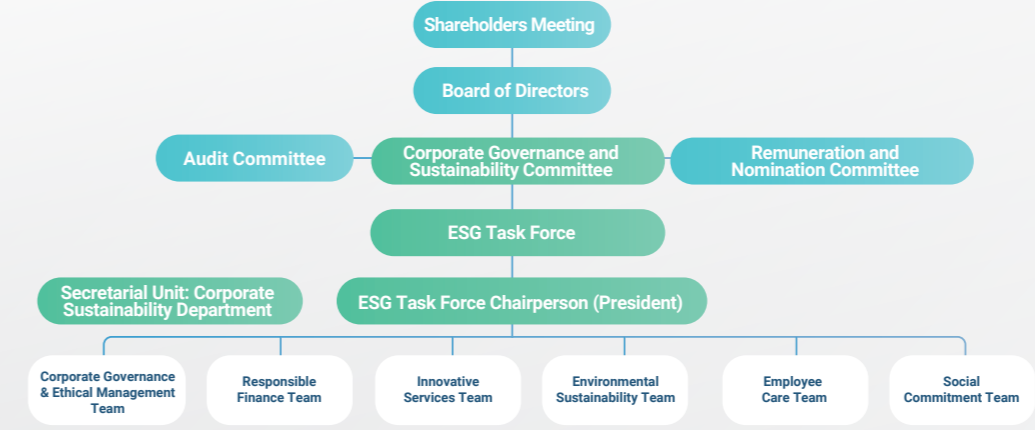 Shareholders Meeting
Board of Directors
Audit Committee
Corporate Governance and
Sustainability Committee
Remuneration and
Nomination Committee
ESG Task Force
Secretarial Unit: Corporate
Sustainability Department
ESG Task Force Chairperson (President)
Corporate Governance
& Ethical Management
Team
Responsible
Finance Team
Innovative
Services Team
Environmental
Sustainability Team
Employee
Care Team
Social
Commitment Team